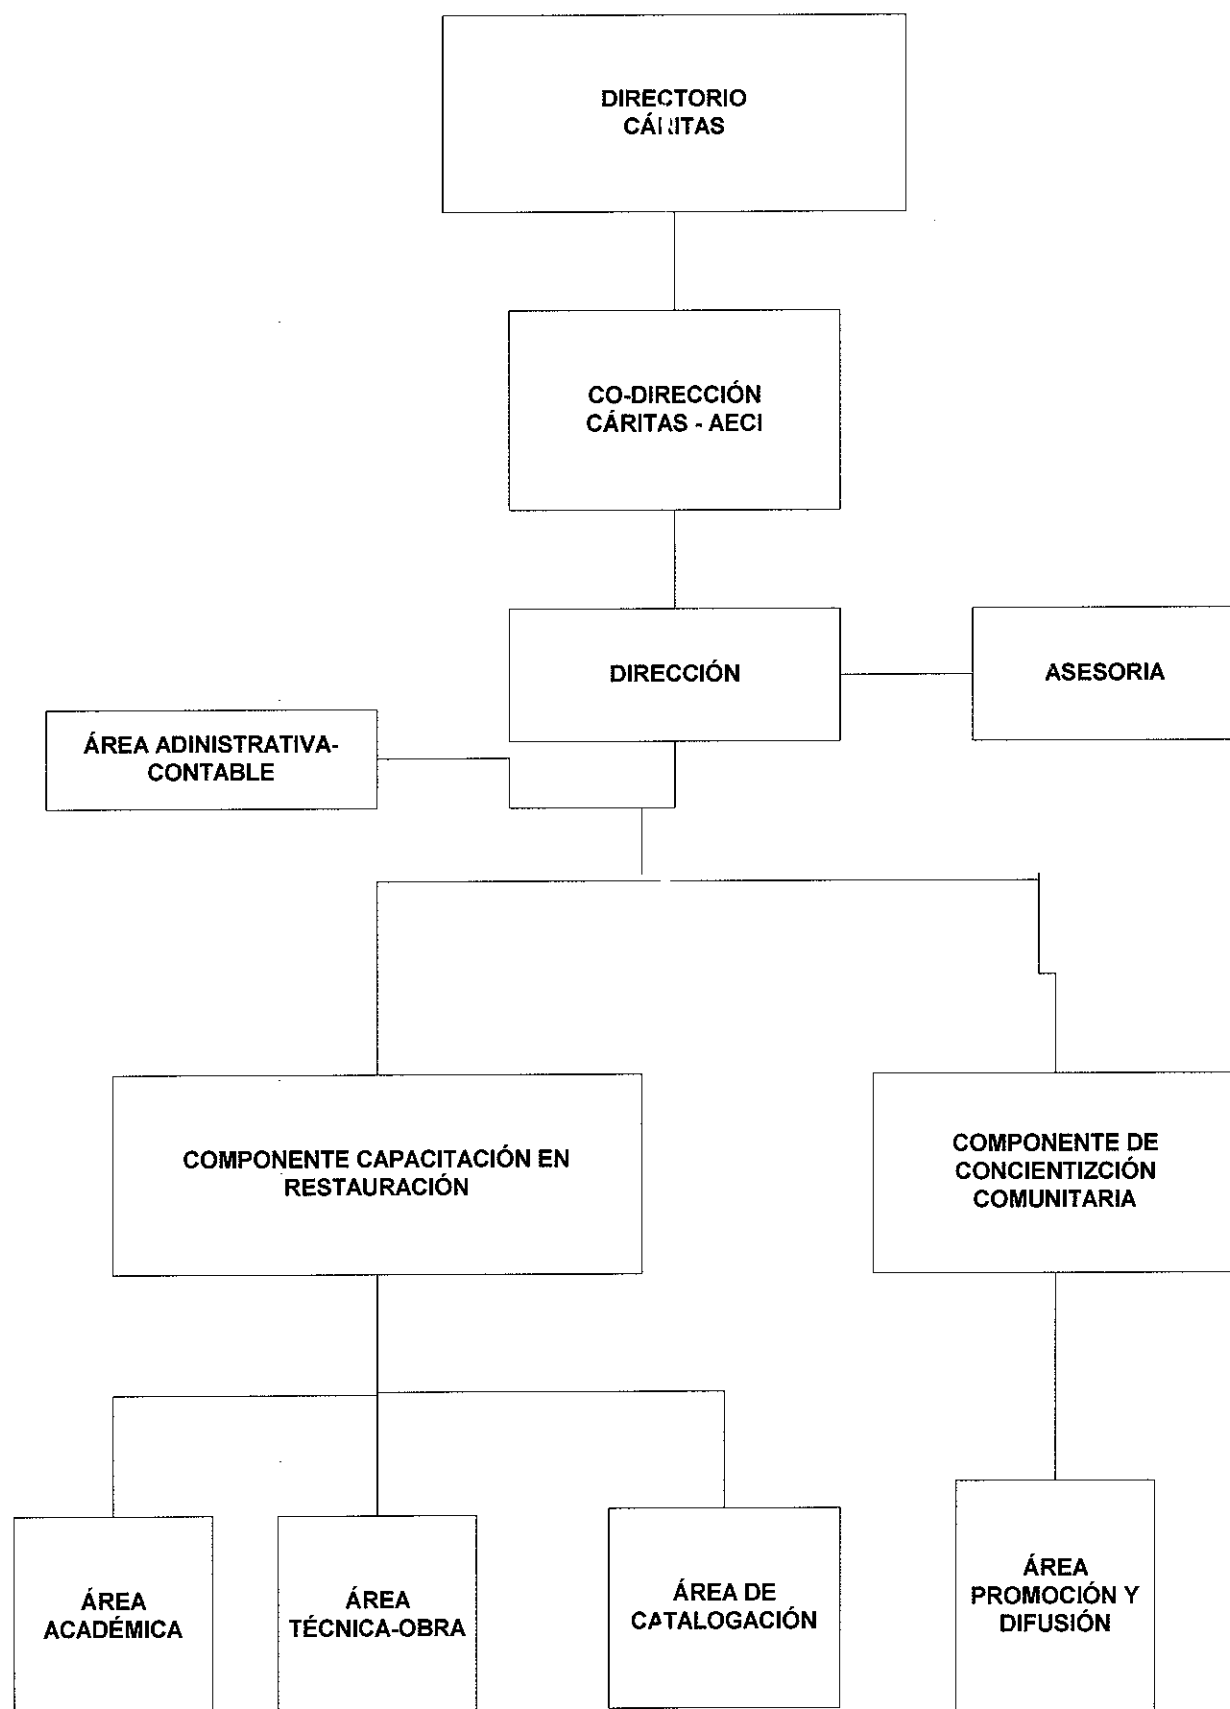 DIRECTORIO
CÁRITAS
CO-DIRECCIÓN
CÁRITAS - AECI
DIRECCIÓN
ASESORIA
ÁREA ADINISTRATIVA-
CONTABLE
COMPONENTE CAPACITACIÓN EN
RESTAURACIÓN
COMPONENTE DE
CONCIENTIZCIÓN
COMUNITARIA
ÁREA
ACADÉMICA
ÁREA
TÉCNICA-OBRA
ÁREA DE
CATALOGACIÓN
ÁREA
PROMOCIÓN Y
DIFUSIÓN